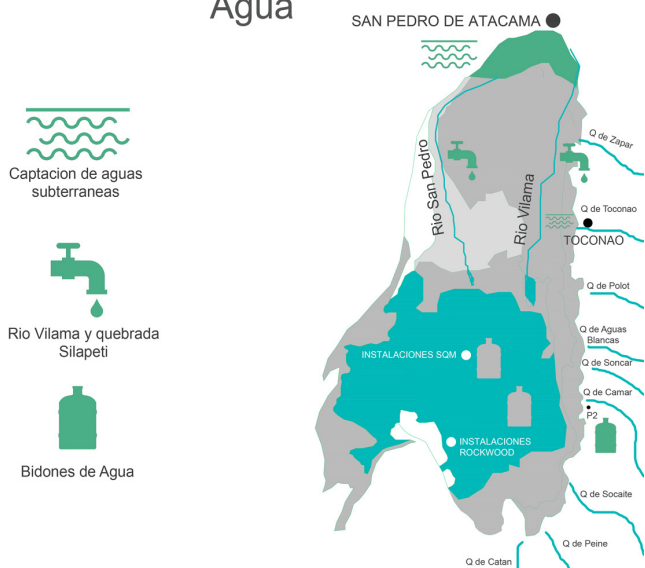 Agua
SAN PEDRO DE ATACAMA
Captacion de aguas
subterraneas
Rio Vilama y quebrada
Silapeti
Bidones de Agua
Rio San Pedro
Rio Vilama
Q de Zapar
Q de Toconao
TOCONAO
Q de Polot
Q de Aguas
Blancas
Q de Soncar
Q de Camar
P2
INSTALACIONES SQM
INSTALACIONES
ROCKWOOD
Q de Socaite
Q de Peine
Q de Catan